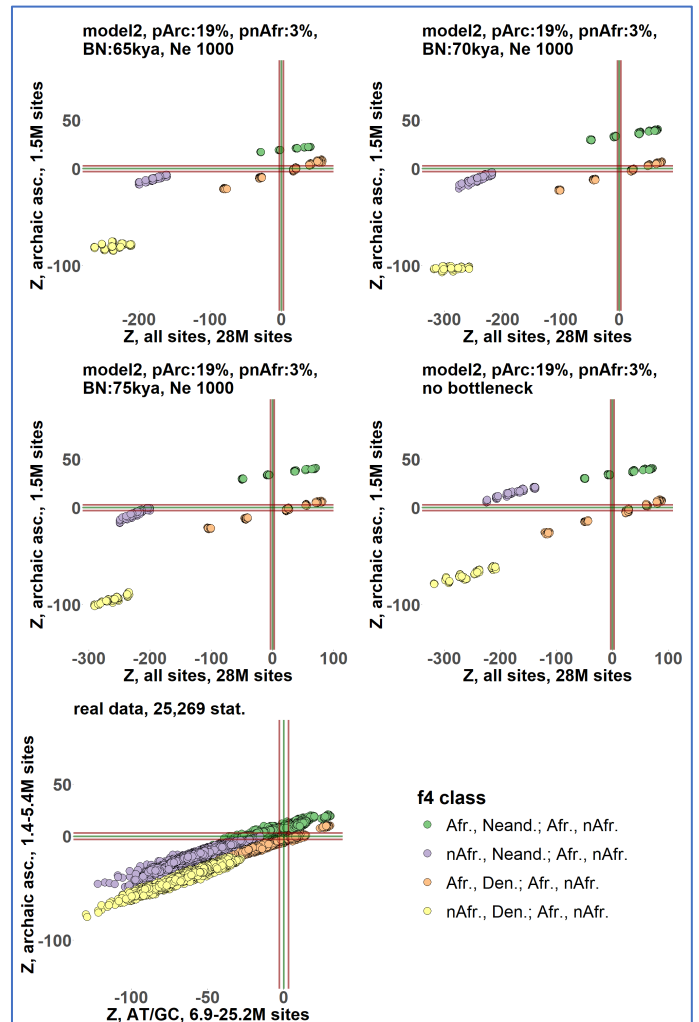 model2, pArc:19%, pnAfr:3%,
BN:65kya, Ne 1000
Z, archaic asc., 1.5M sites
50
0
-100
-200
-100
0
Z, all sites, 28M sites
model2, pArc:19%, pnAfr:3%,
BN:70kya, Ne 1000
Z, archaic asc., 1.5M sites
50
0
-100
-300
-200
-100
0
Z, all sites, 28M sites
model2, pArc:19%, pnAfr:3%,
BN:75kya, Ne 1000
Z, archaic asc., 1.5M sites
50
0
-100
-300
-200
-100
0
100
Z, all sites, 28M sites
model2, pArc:19%, pnAfr:3%,
no bottleneck
Z, archaic asc., 1.5M sites
50
0
-100
-300
-200
-100
0
100
Z, all sites, 28M sites
real data, 25,269 stat.
Z, archaic asc., 1.4-5.4M sites
50
0
-100
-100
-50
0
Z, AT/GC, 6.9-25.2M sites
f4 class
Afr., Neand.; Afr., nAfr.
nAfr., Neand.; Afr., nAfr.
Afr., Den.; Afr., nAfr.
nAfr., Den.; Afr., nAfr.